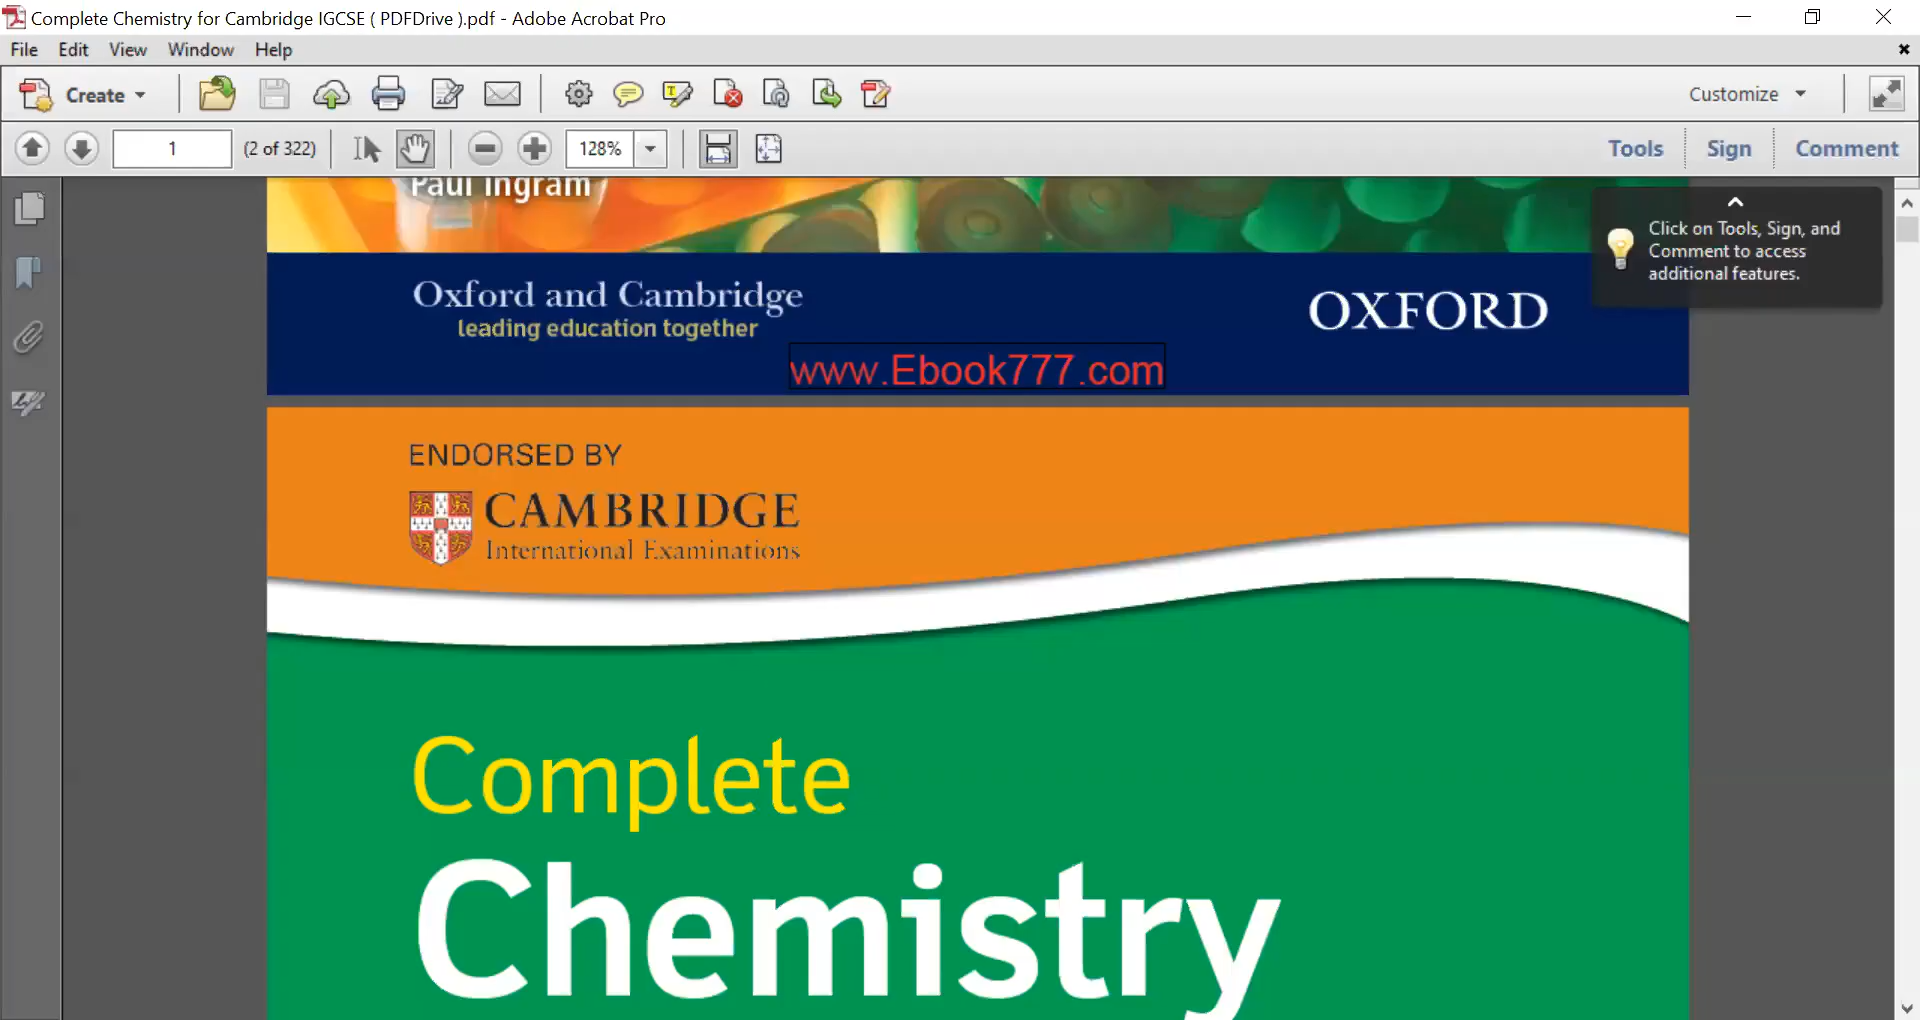 Complete Chemistry for Cambridge IGCSE ( PDFDrive ).pdf - Adobe Acrobat Pro
File Edit View Window Help
Create
Customize
1 (2 of 322) 128%
Tools Sign Comment
Paul Ingram
Click on Tools, Sign, and
Comment to access
additional features.
Oxford and Cambridge
leading education together
OXFORD
www.Ebook777.com
ENDORSED BY
CAMBRIDGE
International Examinations
Complete
Chemistry